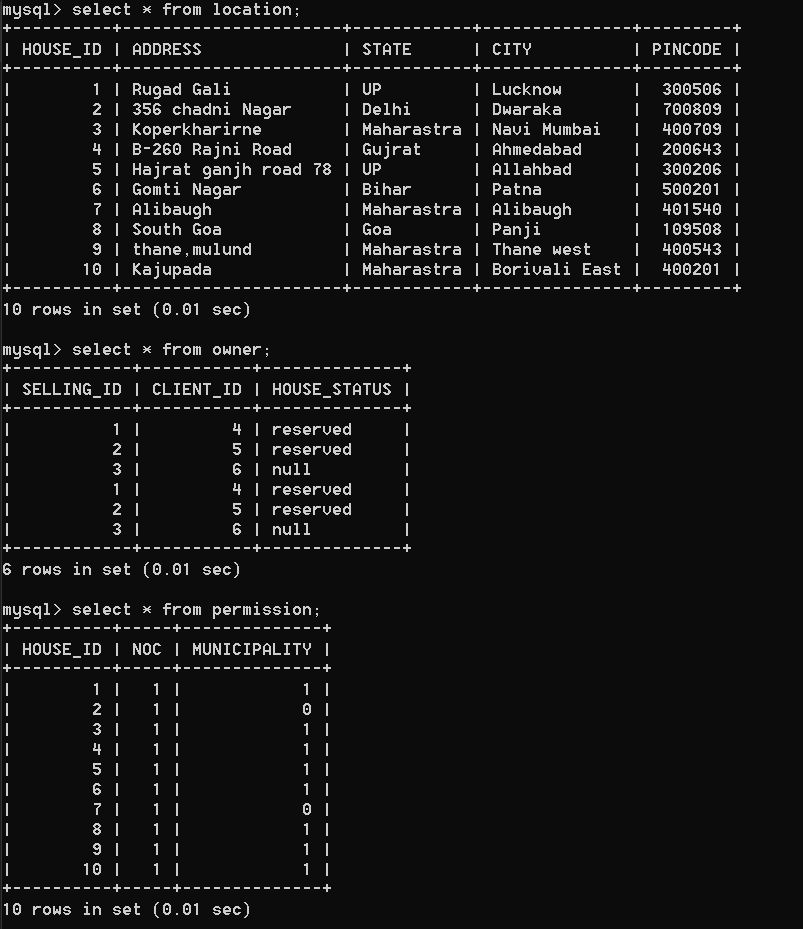 mysql> select * from location;
+----------+---------------------+------------+---------------+---------+
| HOUSE_ID | ADDRESS             | STATE      | CITY          | PINCODE |
+----------+---------------------+------------+---------------+---------+
|        1 | Rugad Gali          | UP         | Lucknow       |  300506 |
|        2 | 356 chadni Nagar    | Delhi      | Dwaraka       |  700809 |
|        3 | Koperkharirne       | Maharastra | Navi Mumbai   |  400709 |
|        4 | B-260 Rajni Road    | Gujrat     | Ahmedabad     |  200643 |
|        5 | Hajrat ganjh road 78 | UP         | Allahbad      |  300206 |
|        6 | Gomti Nagar         | Bihar      | Patna         |  500201 |
|        7 | Alibaugh            | Maharastra | Alibaugh      |  401540 |
|        8 | South Goa           | Goa        | Panji         |  109508 |
|        9 | thane,mulund        | Maharastra | Thane west    |  400543 |
|       10 | Kajupada            | Maharastra | Borivali East |  400201 |
+----------+---------------------+------------+---------------+---------+
10 rows in set (0.01 sec)
mysql> select * from owner;
+------------+-----------+--------------+
| SELLING_ID | CLIENT_ID | HOUSE_STATUS |
+------------+-----------+--------------+
|          1 |         4 | reserved     |
|          2 |         5 | reserved     |
|          3 |         6 | null         |
|          1 |         4 | reserved     |
|          2 |         5 | reserved     |
|          3 |         6 | null         |
+------------+-----------+--------------+
6 rows in set (0.01 sec)
mysql> select * from permission;
+----------+-----+--------------+
| HOUSE_ID | NOC | MUNICIPALITY |
+----------+-----+--------------+
|        1 |   1 |            1 |
|        2 |   1 |            0 |
|        3 |   1 |            1 |
|        4 |   1 |            1 |
|        5 |   1 |            1 |
|        6 |   1 |            1 |
|        7 |   1 |            0 |
|        8 |   1 |            1 |
|        9 |   1 |            1 |
|       10 |   1 |            1 |
+----------+-----+--------------+
10 rows in set (0.01 sec)